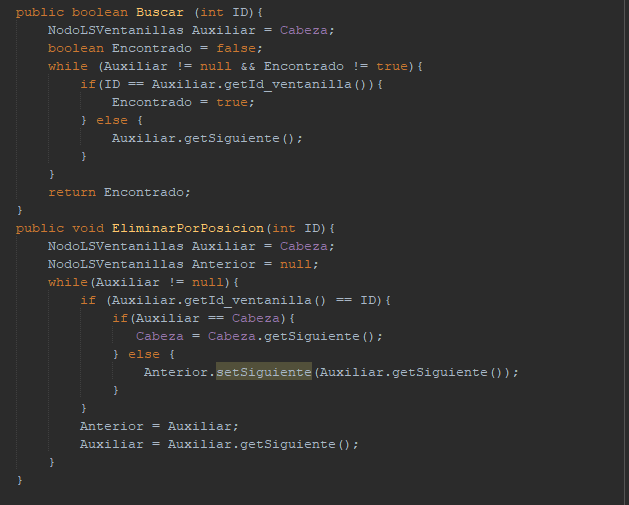 public boolean Buscar (int ID){
    NodoLSVentanillas Auxiliar = Cabeza;
    boolean Encontrado = false;
    while (Auxiliar != null && Encontrado != true){
        if(ID == Auxiliar.getId_ventanilla()){
            Encontrado = true;
        } else {
            Auxiliar.getSiguiente();
        }
    }
    return Encontrado;
}
public void EliminarPorPosicion(int ID){
    NodoLSVentanillas Auxiliar = Cabeza;
    NodoLSVentanillas Anterior = null;
    while(Auxiliar != null){
        if (Auxiliar.getId_ventanilla() == ID){
            if(Auxiliar == Cabeza){
               Cabeza = Cabeza.getSiguiente();
            } else {
                Anterior.setSiguiente(Auxiliar.getSiguiente());
            }
        }
        Anterior = Auxiliar;
        Auxiliar = Auxiliar.getSiguiente();
    }
}